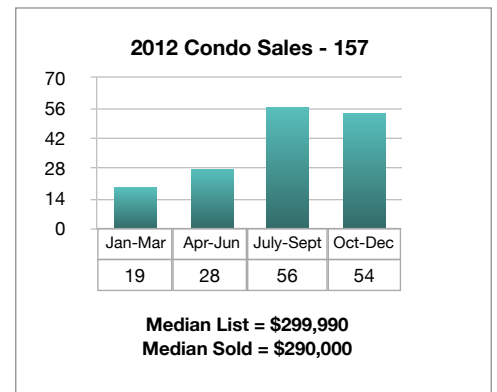 2012 Condo Sales - 157
70
56
42
28
14
0
Jan-Mar Apr-Jun July-Sept Oct-Dec
19 28 56 54
Median List = $299,990
Median Sold = $290,000